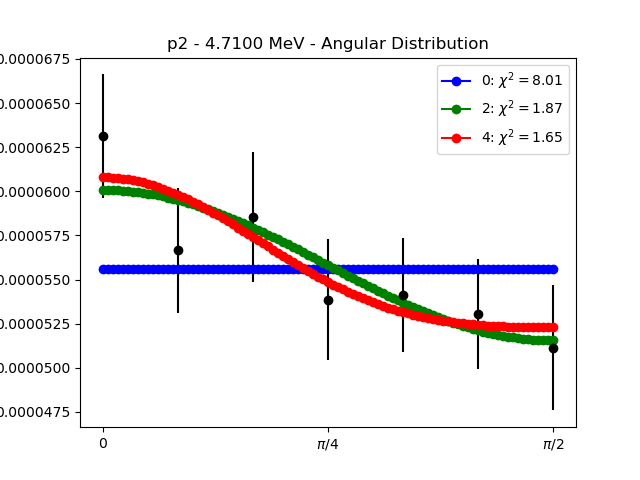 p2 - 4.7100 MeV - Angular Distribution
0.0000675
0.0000650
0.0000625
0.0000600
0.0000575
0.0000550
0.0000525
0.0000500
0.0000475
0: χ² = 8.01
2: χ² = 1.87
4: χ² = 1.65
0
π/4
π/2